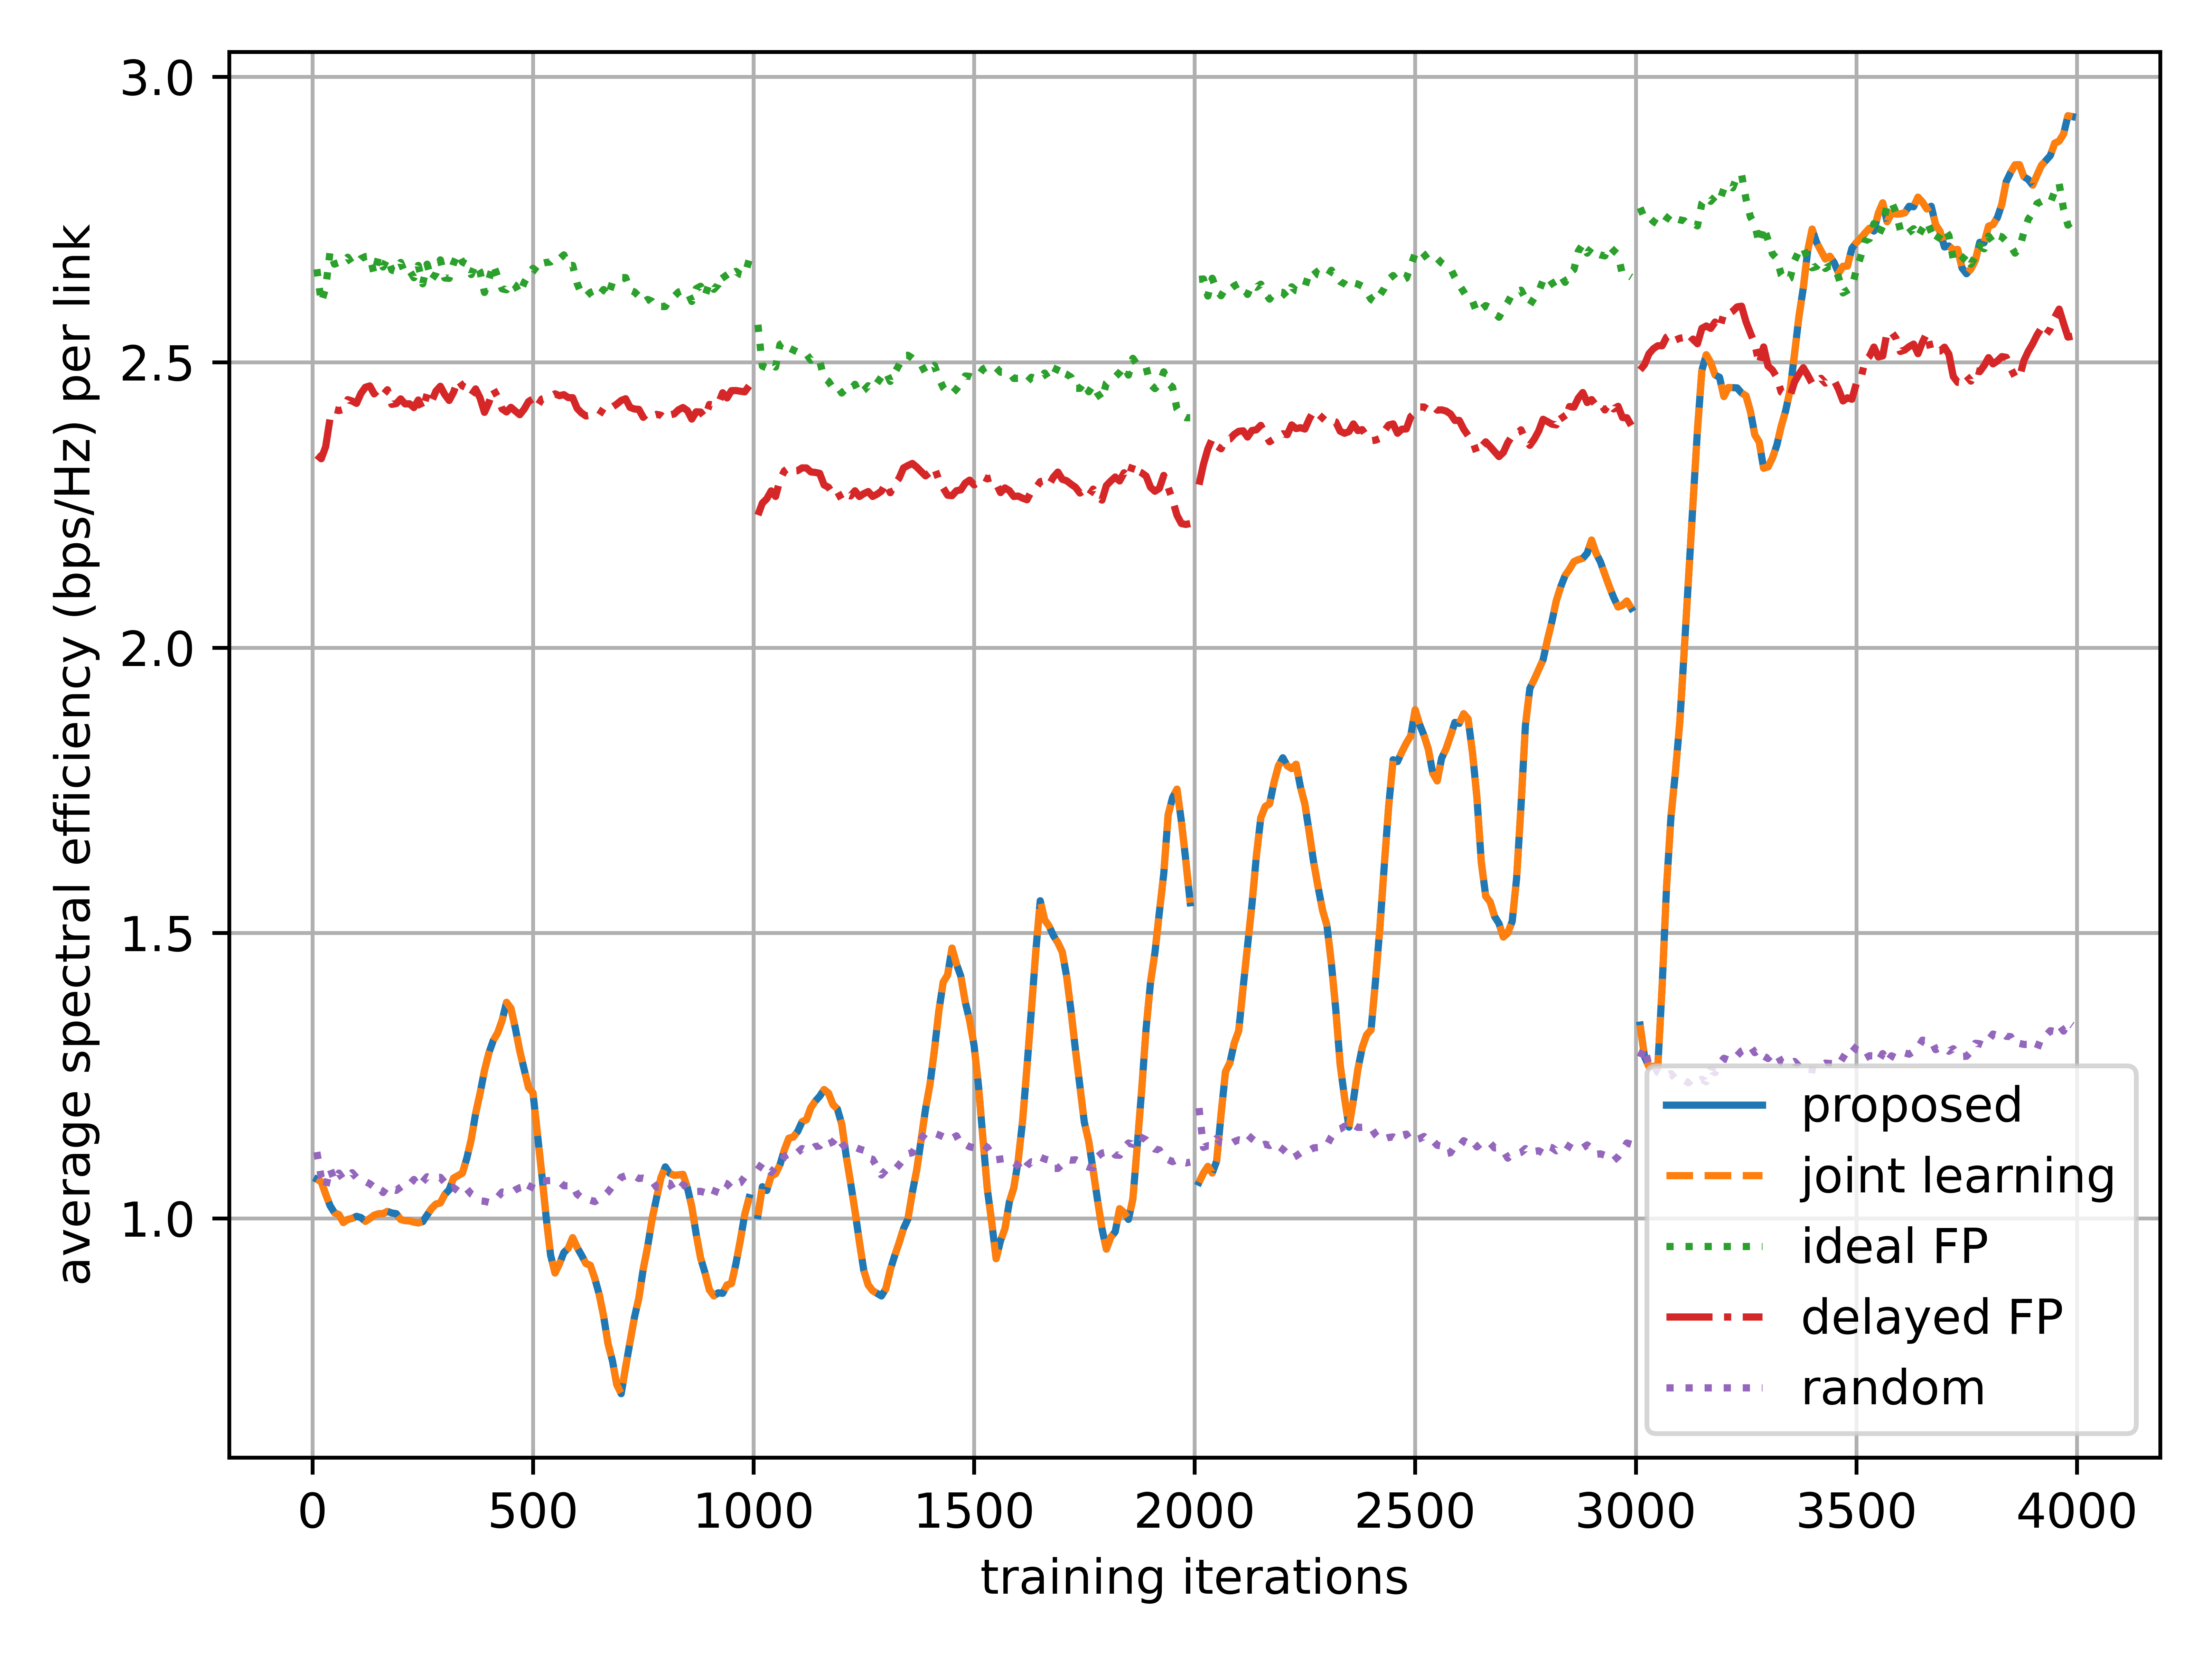 average spectral efficiency (bps/Hz) per link
3.0
2.5
2.0
1.5
1.0
proposed
joint learning
ideal FP
delayed FP
random
0 500 1000 1500 2000 2500 3000 3500 4000
training iterations